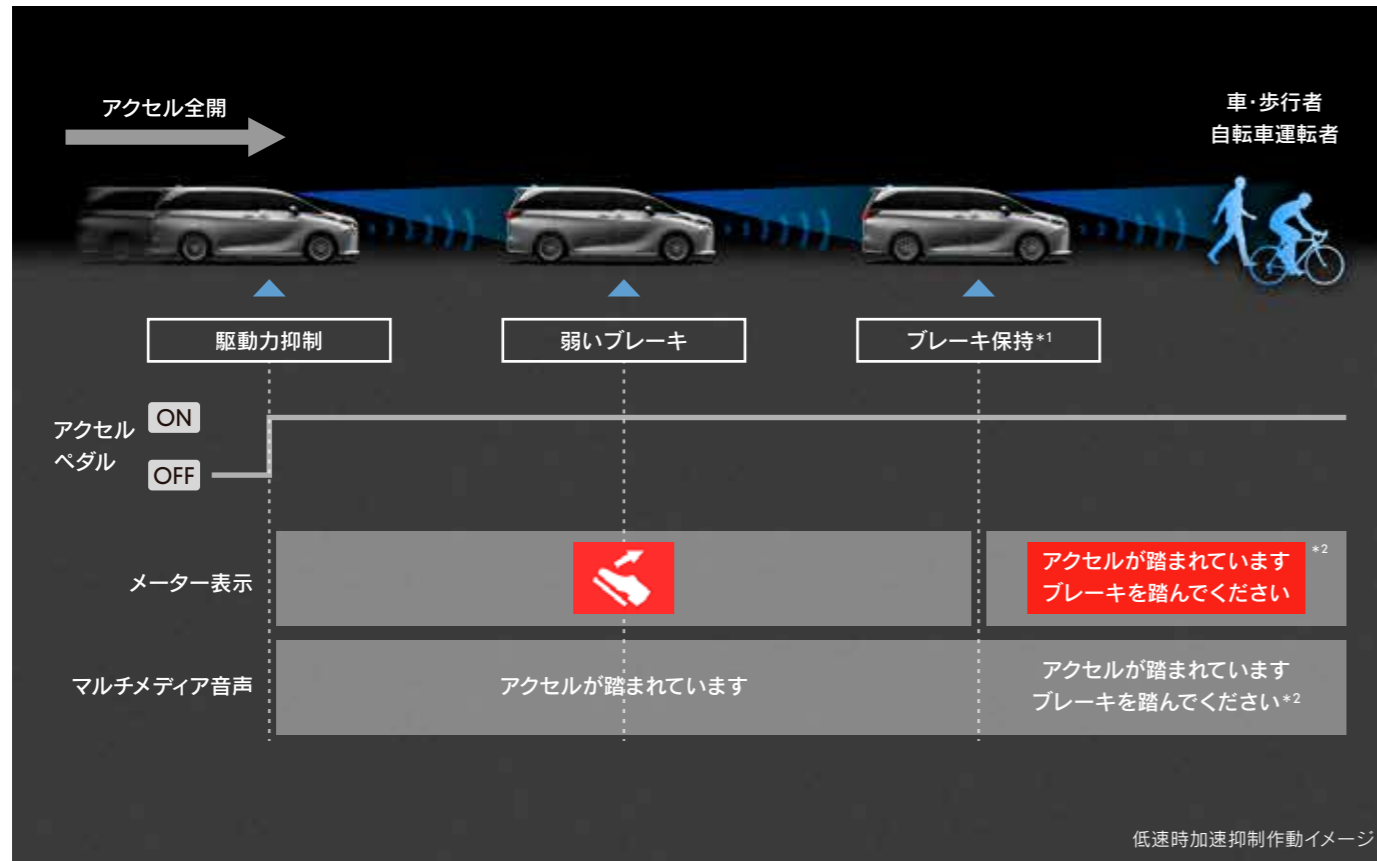 アクセル全開
車・歩行者
自転車運転者
駆動力抑制
弱いブレーキ
ブレーキ保持*1
アクセル
ペダル
ON
OFF
メーター表示
アクセルが踏まれています
ブレーキを踏んでください
*2
マルチメディア音声
アクセルが踏まれています
アクセルが踏まれています
ブレーキを踏んでください*2
低速時加速抑制作動イメージ